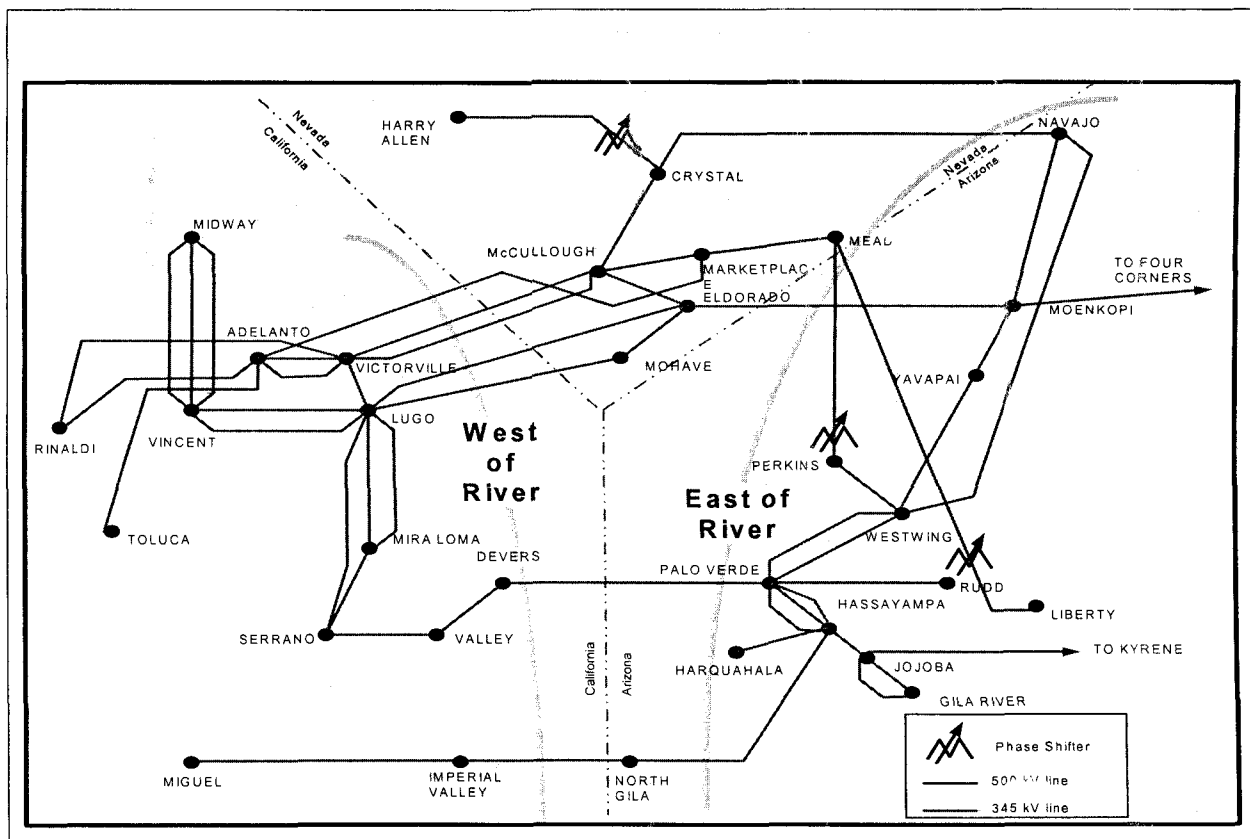 Nevada
California
HARRY
ALLEN
NAVAJO
Nevada
Arizona
CRYSTAL
MIDWAY
MEAD
McCULLOUGH
MARKETPLAC
E
ELDORADO
TO FOUR
CORNERS
MOENKOPI
ADELANTO
VICTORVILLE
MOHAVE
YAVAPAI
LUGO
RINALDI
VINCENT
West
of
River
PERKINS
East of
River
WESTWING
TOLUCA
MIRA LOMA
DEVERS
PALO VERDE
RUDD
HASSAYAMPA
LIBERTY
SERRANO
VALLEY
HARQUAHALA
TO KYRENE
JOJOBA
California
Arizona
GILA RIVER
MIGUEL
IMPERIAL
VALLEY
NORTH
GILA
Phase Shifter
500 kV line
345 kV line